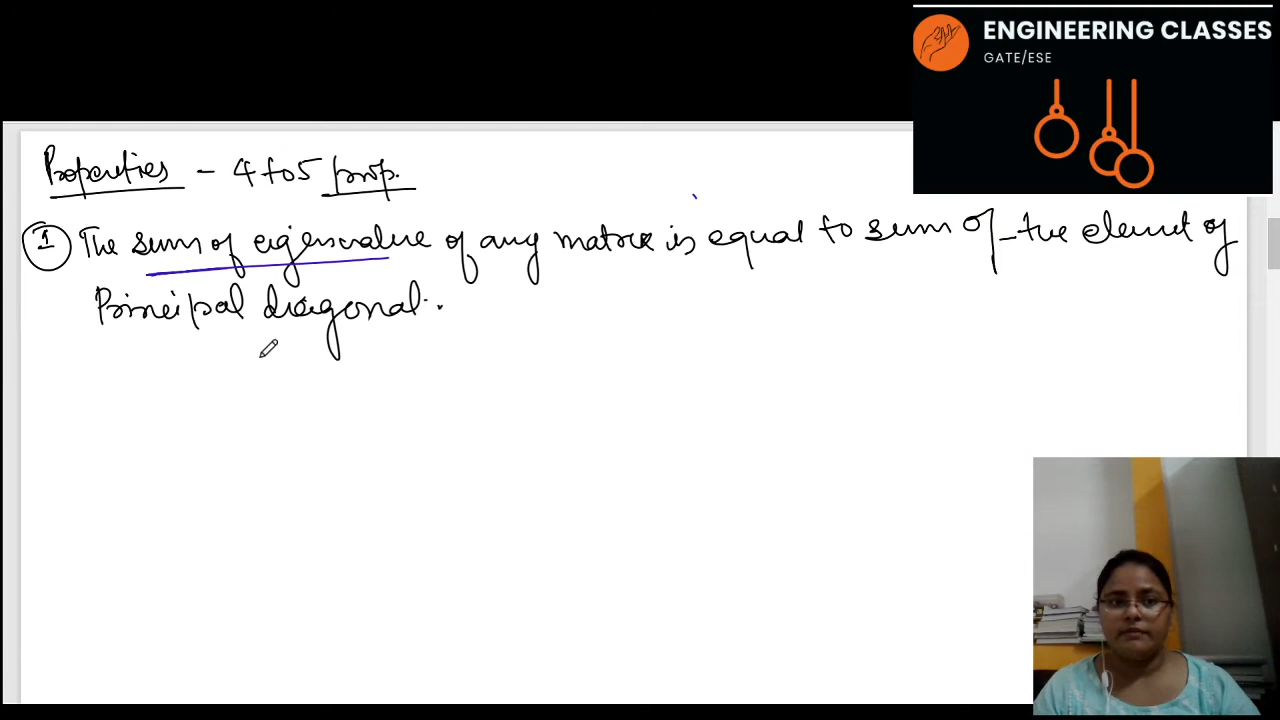 ENGINEERING CLASSES
GATE/ESE
Properties - 4 to 5 prop.
① The sum of eigenvalue of any matrix is equal to sum of the element of
Principal diagonal.